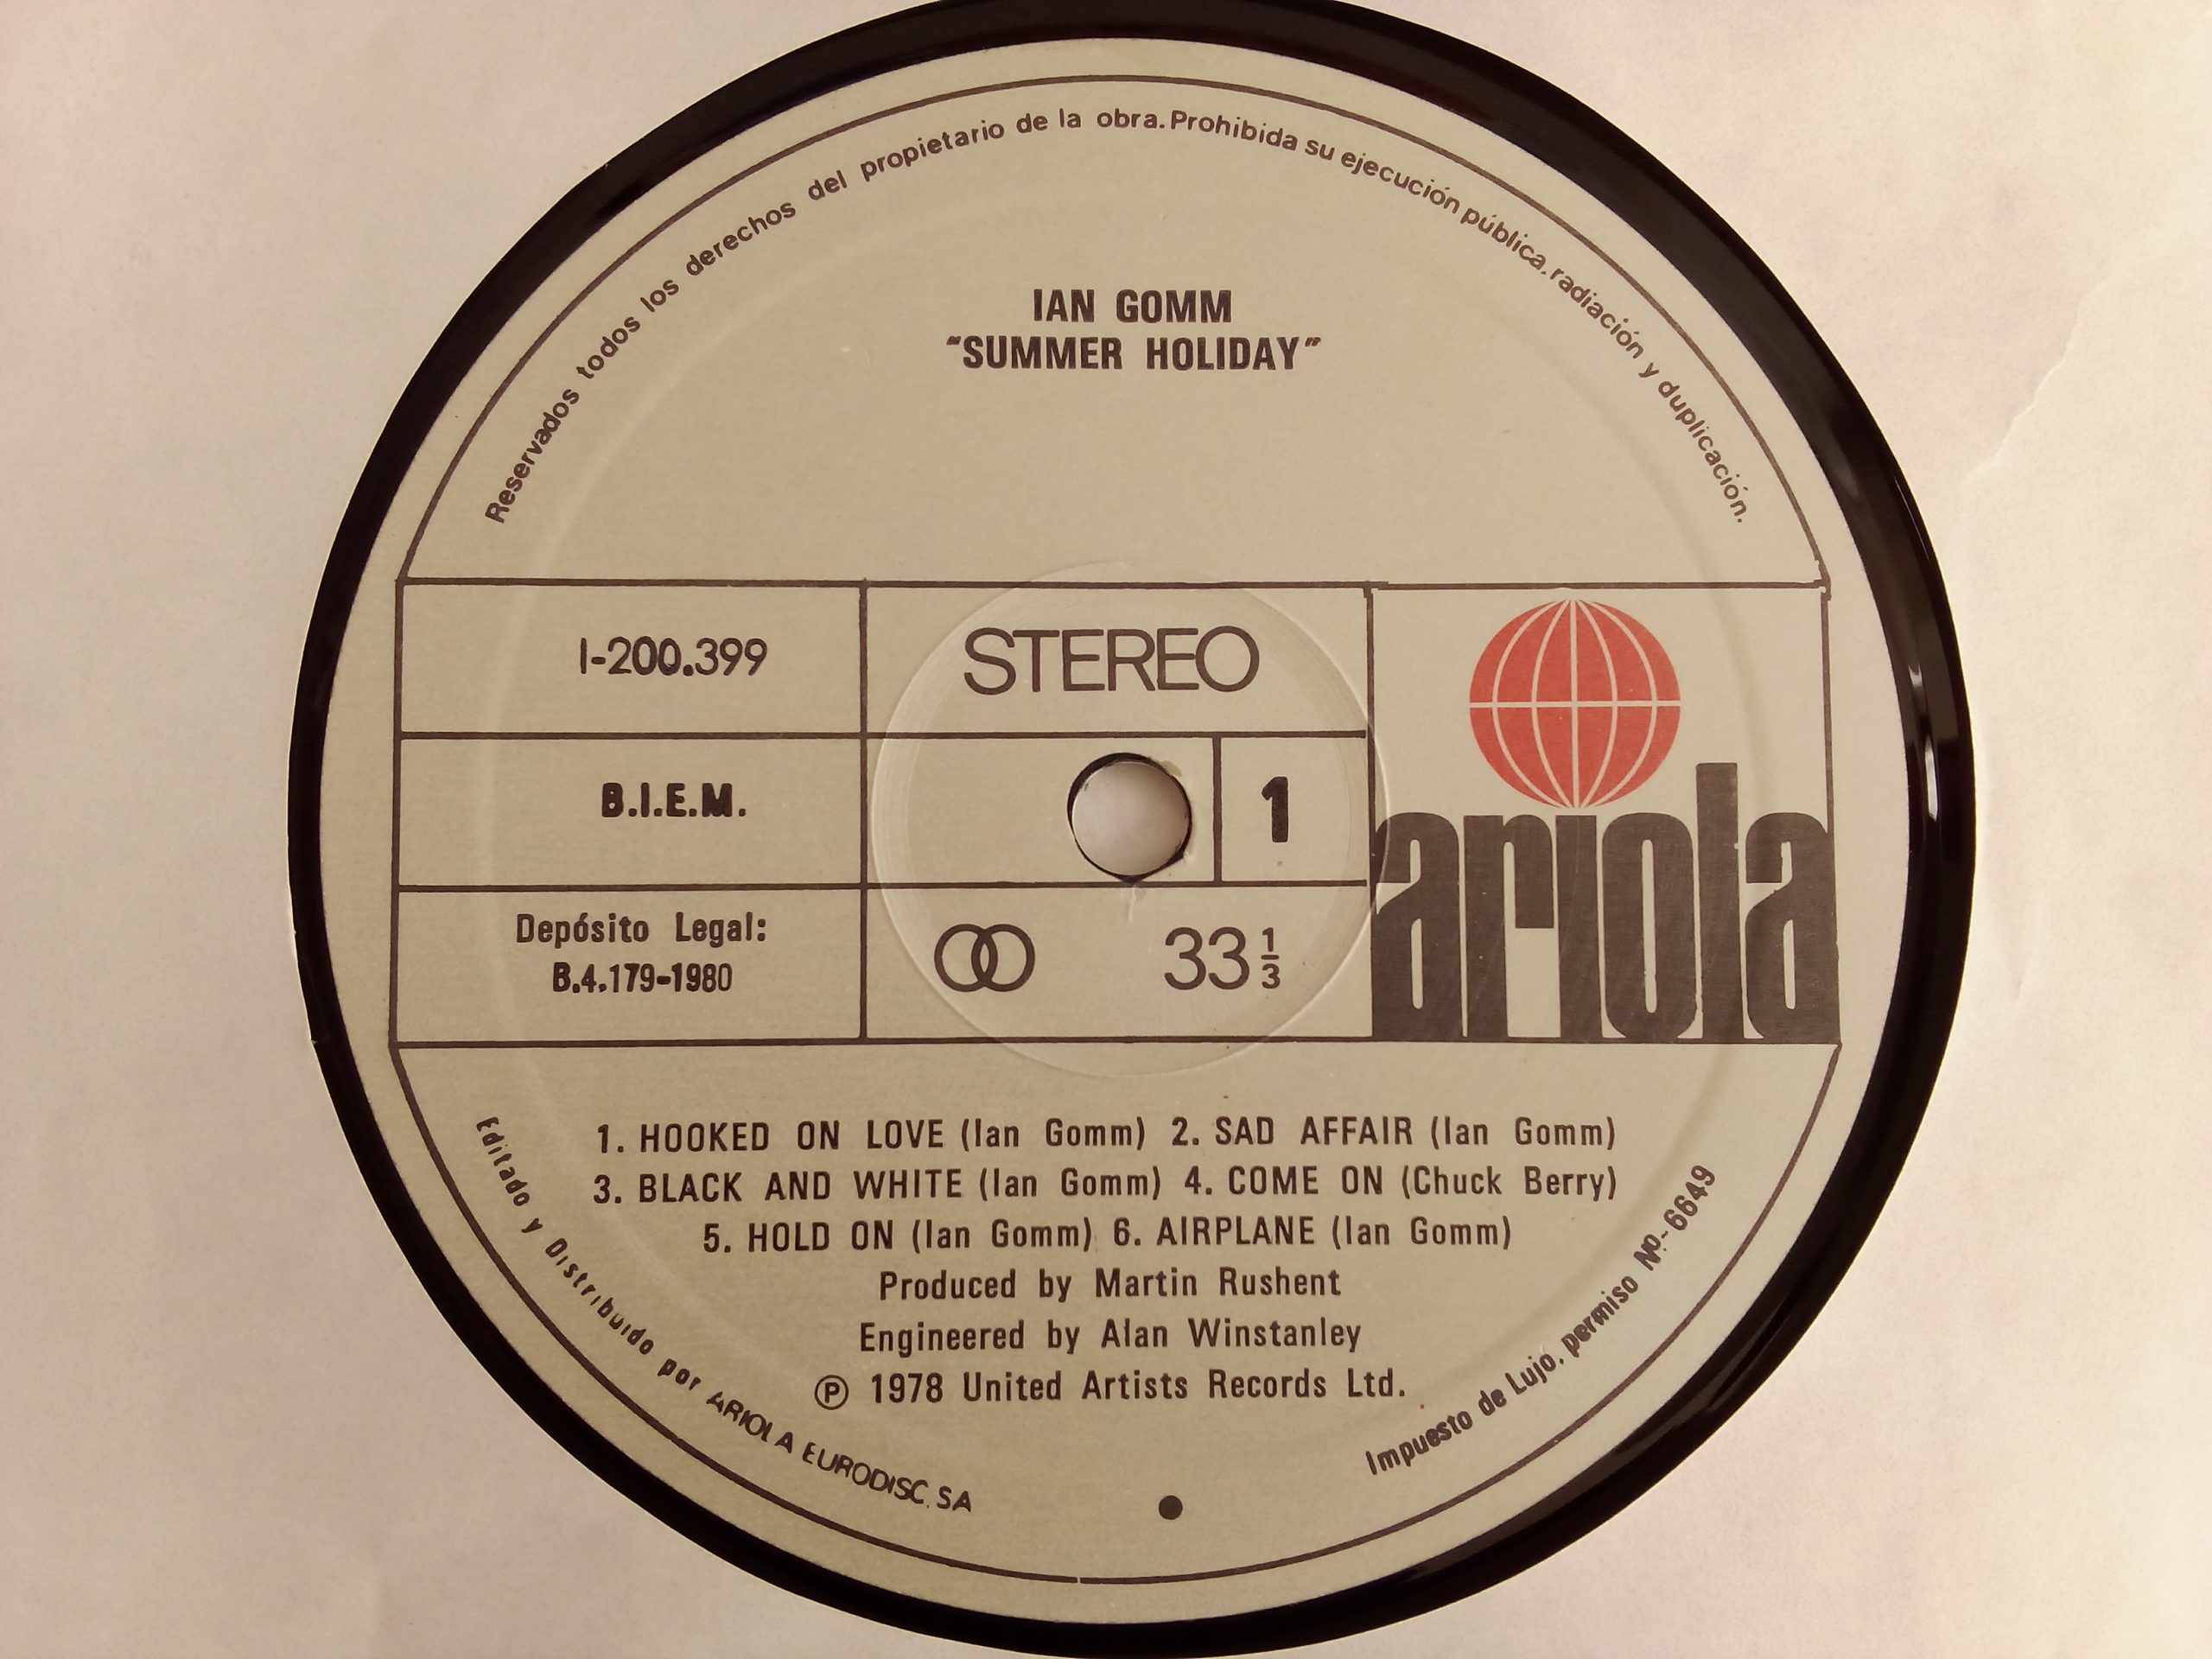 Reservados todos los derechos del propietario de la obra. Prohibida su ejecución pública, radiación y duplicación.
IAN GOMM
"SUMMER HOLIDAY"
I-200.399
STEREO
B.I.E.M.
1
Depósito Legal:
B.4.179-1980
33 1/3
ariola
1. HOOKED ON LOVE (Ian Gomm) 2. SAD AFFAIR (Ian Gomm)
3. BLACK AND WHITE (Ian Gomm) 4. COME ON (Chuck Berry)
5. HOLD ON (Ian Gomm) 6. AIRPLANE (Ian Gomm)
Produced by Martin Rushent
Engineered by Alan Winstanley
Ⓟ 1978 United Artists Records Ltd.
Editado y Distribuido por ARIOLA EURODISC. SA
Impuesto de Lujo, permiso Nº.-6649